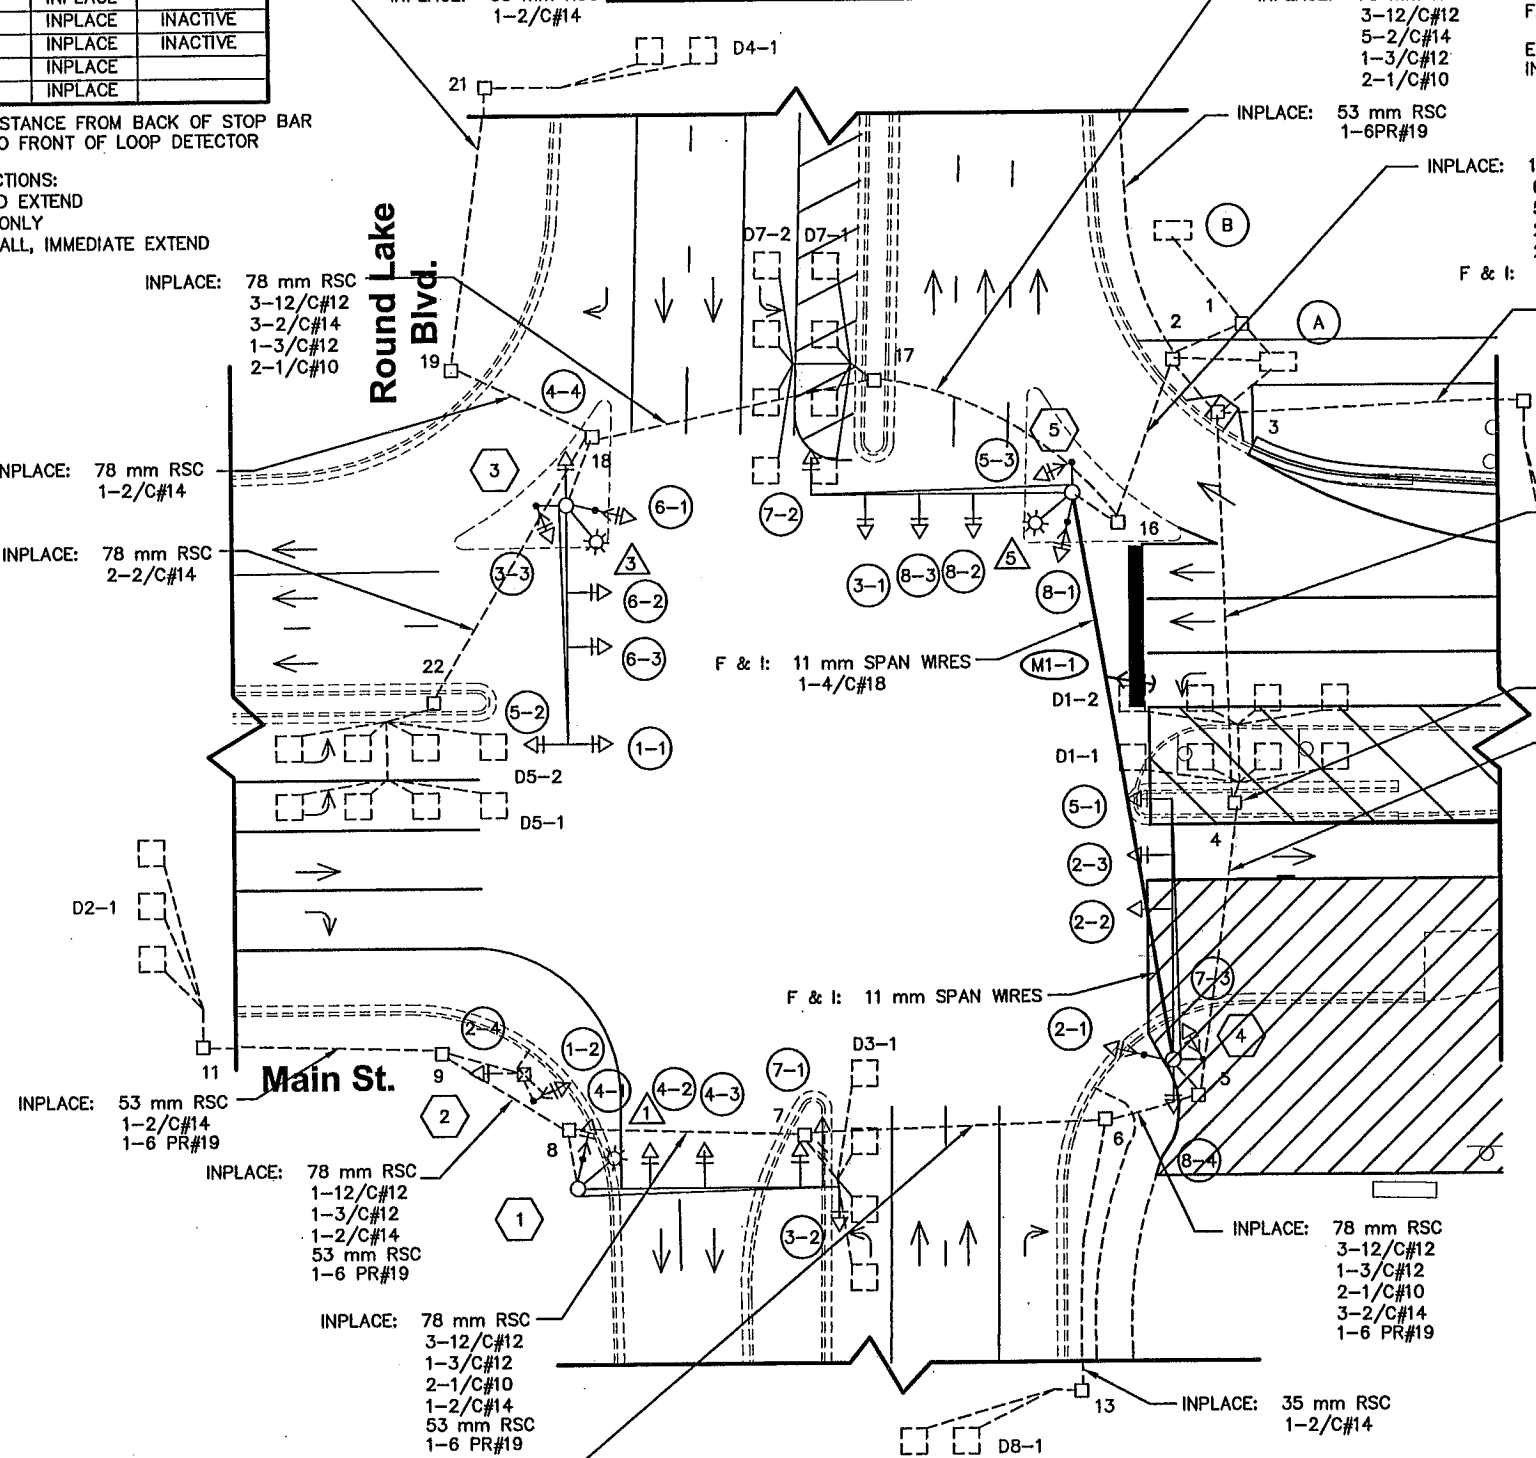 INPLACE
INPLACE INACTIVE
INPLACE INACTIVE
INPLACE
INPLACE
STANCE FROM BACK OF STOP BAR
O FRONT OF LOOP DETECTOR
CTIONS:
D EXTEND
ONLY
ALL, IMMEDIATE EXTEND
1-2/C#14
D4-1
21
3-12/C#12
5-2/C#14
1-3/C#12
2-1/C#10
INPLACE: 53 mm RSC
1-6PR#19
INPLACE:
F & I:
INPLACE: 78 mm RSC
3-12/C#12
3-2/C#14
1-3/C#12
2-1/C#10
Round Lake
Blvd.
D7-2 D7-1
B
1
A
2
17
19
3
4-4
18
3
5
5-3
6-1
7-2
16
INPLACE: 78 mm RSC
1-2/C#14
INPLACE: 78 mm RSC
2-2/C#14
3-3
3
6-2
3-1
8-3
8-2
5
8-1
6-3
F & I: 11 mm SPAN WIRES
1-4/C#18
M1-1
22
D1-2
5-2
1-1
D5-2
D1-1
D5-1
5-1
4
2-3
D2-1
2-2
7-3
F & I: 11 mm SPAN WIRES
2-1
4
2-4
1-2
D3-1
11
Main St.
9
7-1
5
4-1
4-2
4-3
1
7
2
8
6
8-4
INPLACE: 53 mm RSC
1-2/C#14
1-6 PR#19
INPLACE: 78 mm RSC
1-12/C#12
1-3/C#12
1-2/C#14
53 mm RSC
1-6 PR#19
1
3-2
INPLACE: 78 mm RSC
3-12/C#12
1-3/C#12
2-1/C#10
3-2/C#14
1-6 PR#19
INPLACE: 78 mm RSC
3-12/C#12
1-3/C#12
2-1/C#10
1-2/C#14
53 mm RSC
1-6 PR#19
13
INPLACE: 35 mm RSC
1-2/C#14
D8-1